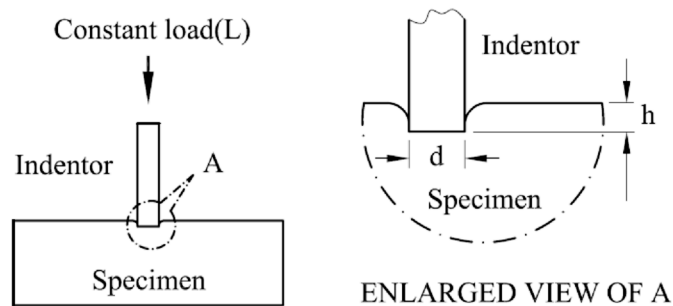 Constant load(L)
Indentor
A
Specimen
Indentor
h
d
Specimen
ENLARGED VIEW OF A